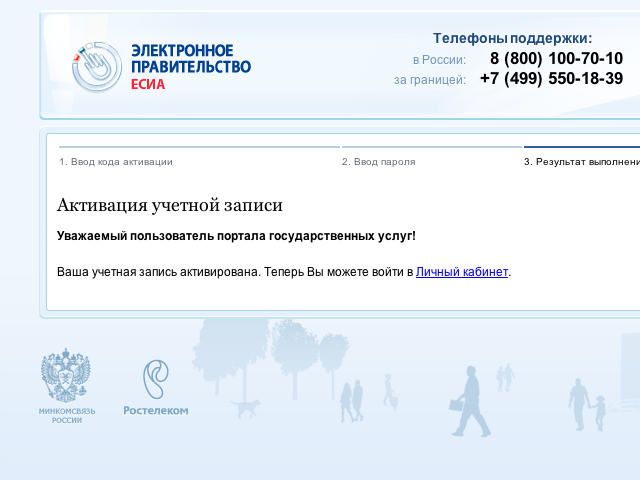 ЭЛЕКТРОННОЕ
ПРАВИТЕЛЬСТВО
ЕСИА
Телефоны поддержки:
в России: 8 (800) 100-70-10
за границей: +7 (499) 550-18-39
1. Ввод кода активации
2. Ввод пароля
3. Результат выполнени
Активация учетной записи
Уважаемый пользователь портала государственных услуг!
Ваша учетная запись активирована. Теперь Вы можете войти в Личный кабинет.
МИНКОМСВЯЗЬ
РОССИИ
Ростелеком